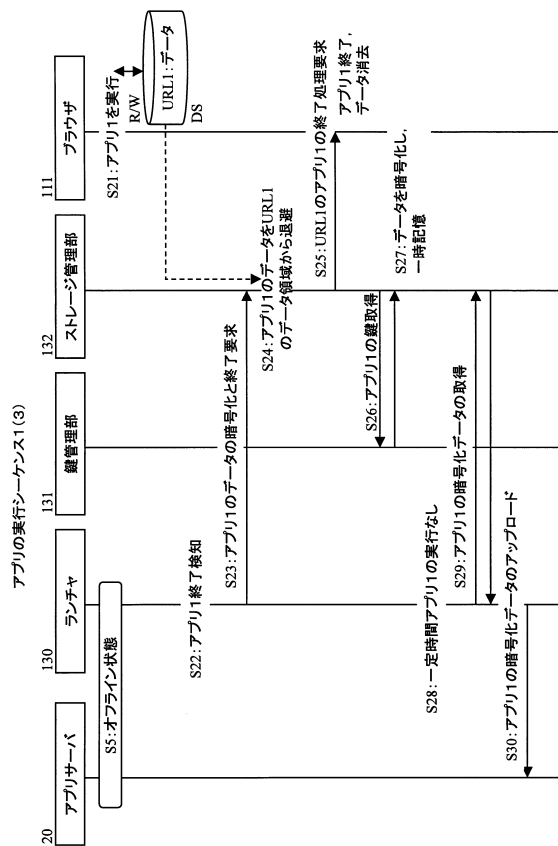 アプリの実行シーケンス1(3)
20
アプリサーバ
130
ランチャ
131
鍵管理部
132
ストレージ管理部
111
ブラウザ
S5:オフライン状態
S21:アプリ1を実行
R/W
URL1:データ
DS
S22:アプリ1終了検知
S23:アプリ1のデータの暗号化と終了要求
S24:アプリ1のデータをURL1
のデータ領域から退避
S25:URL1のアプリ1の終了処理要求
アプリ1終了,
データ消去
S26:アプリ1の鍵取得
S27:データを暗号化し,
一時記憶
S28:一定時間アプリ1の実行なし
S29:アプリ1の暗号化データの取得
S30:アプリ1の暗号化データのアップロード